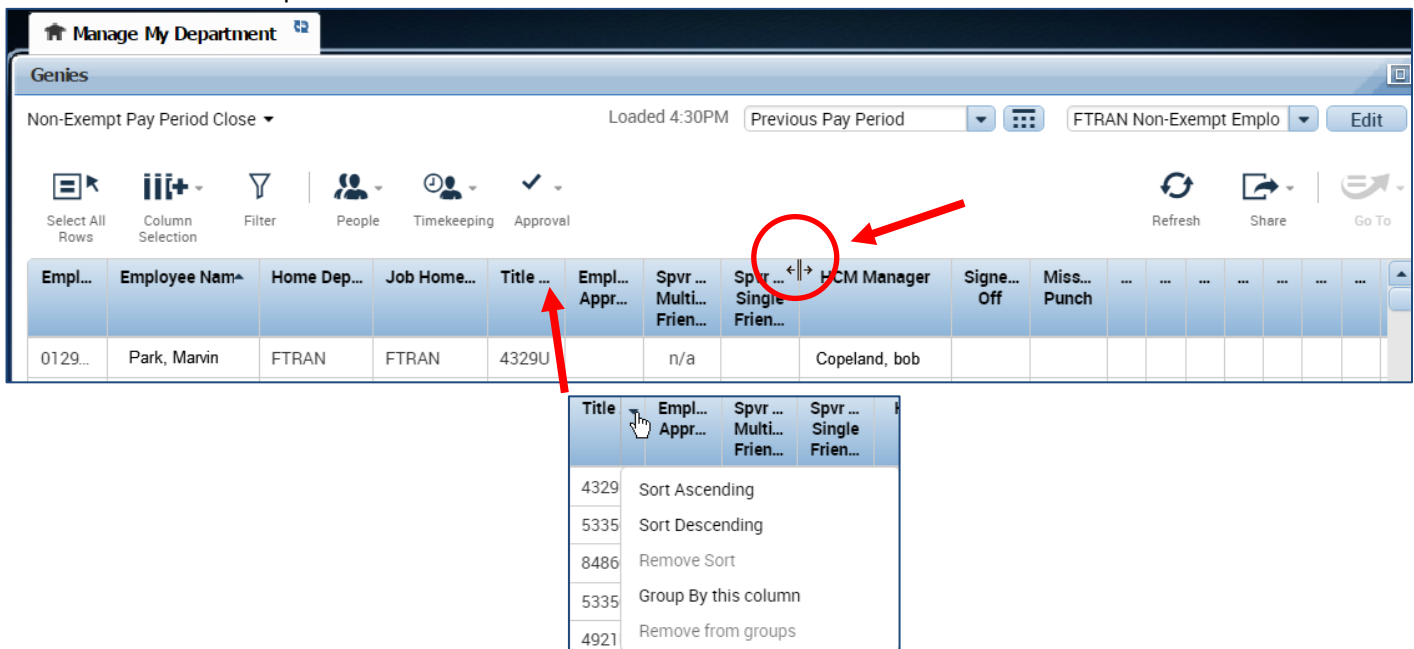 Manage My Department
Genies
Non-Exempt Pay Period Close Loaded 4:30PM Previous Pay Period FTRAN Non-Exempt Emplo Edit
Select All Rows Column Selection Filter People Timekeeping Approval Refresh Share Go To
Empl... Employee Nam Home Dep... Job Home... Title ... Empl... Spvr ... Spvr ... HCM Manager Signe... Miss... ... ... ... ... ... ... ...
Appr... Multi... Single Off Punch
Frien... Frien...
0129... Park, Marvin FTRAN FTRAN 4329U n/a Copeland, bob
Title Empl... Spvr ... Spvr ...
Appr... Multi... Single
Frien... Frien...
4329 Sort Ascending
5335 Sort Descending
8486 Remove Sort
5335 Group By this column
4921 Remove from groups